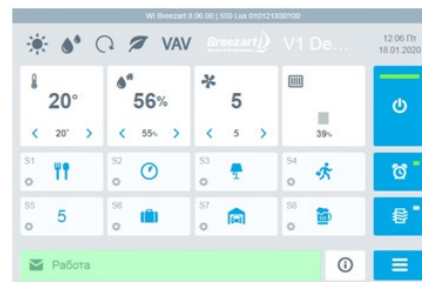 WI Breezart 8.06.00 | 550 Lux 010121X00100
VAV Breezart V1 De...
12:06 Пт
18.01.2020
20° 56% 5
20° 55% 5 39%
S1 S2 S3 S4
S5 S6 S7 S8
5
Работа